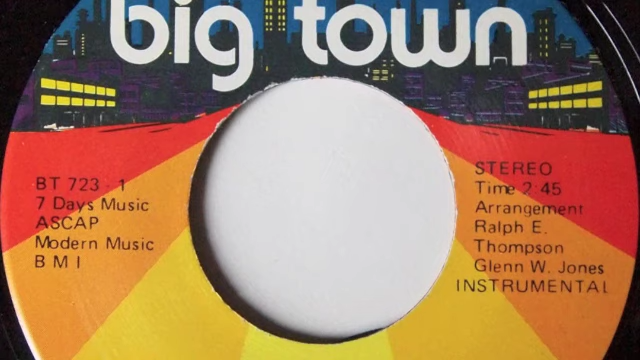 big town
BT 723-1
7 Days Music
ASCAP
Modern Music
B M I
STEREO
Time 2:45
Arrangement
Ralph E.
Thompson
Glenn W. Jones
INSTRUMENTAL